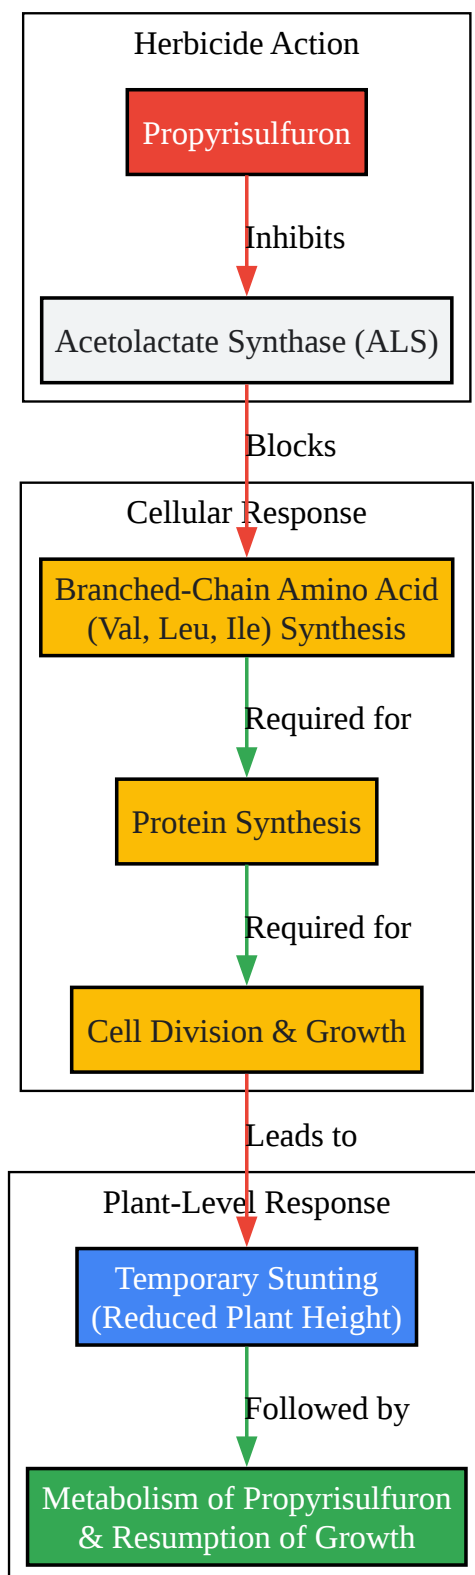 Herbicide Action
Propyrisulfuron
Inhibits
Acetolactate Synthase (ALS)
Blocks
Cellular Response
Branched-Chain Amino Acid
(Val, Leu, Ile) Synthesis
Required for
Protein Synthesis
Required for
Cell Division & Growth
Leads to
Plant-Level Response
Temporary Stunting
(Reduced Plant Height)
Followed by
Metabolism of Propyrisulfuron
& Resumption of Growth